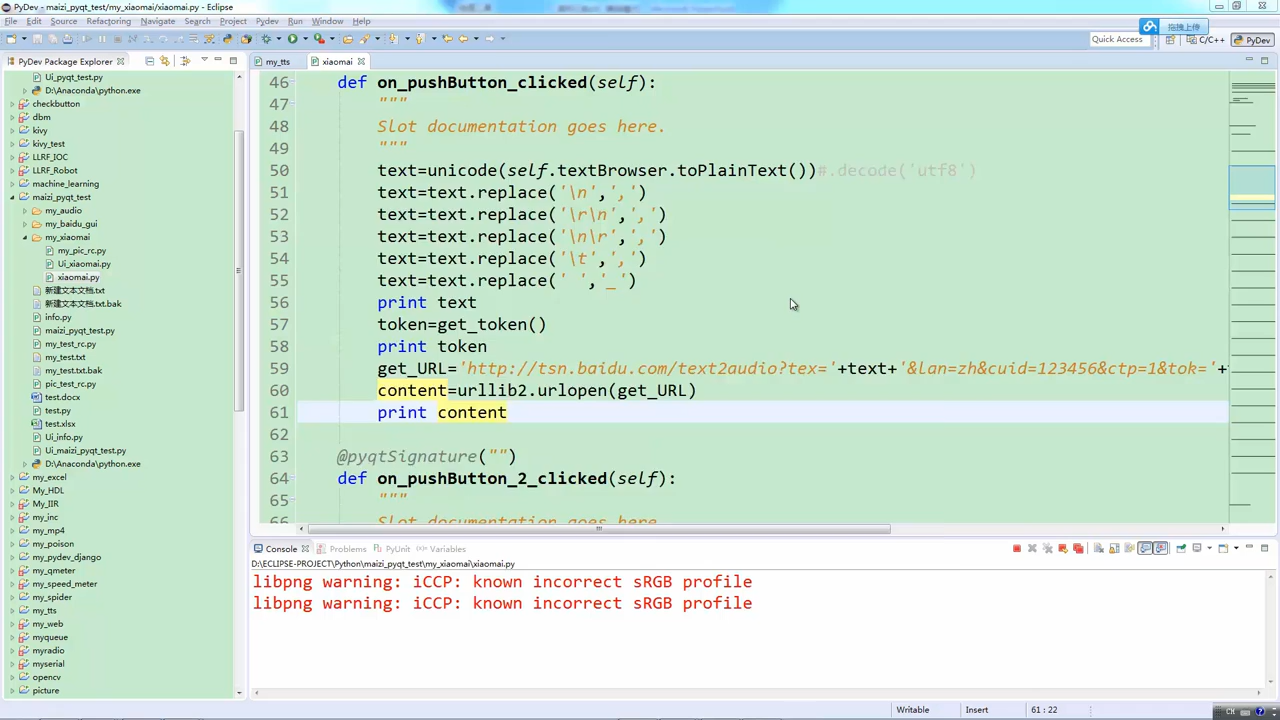 PyDev - maizi_pyqt_test/my_xiaomai/xiaomai.py - Eclipse
File Edit Source Refactoring Navigate Search Project Pydev Run Window Help
拖拽上传
Quick Access
C/C++
PyDev
PyDev Package Explorer
Ui_pyqt_test.py
D:\Anaconda\python.exe
checkbutton
dbm
kivy
kivy_test
LLRF_IOC
LLRF_Robot
machine_learning
maizi_pyqt_test
my_audio
my_baidu_gui
my_xiaomai
my_pic_rc.py
Ui_xiaomai.py
xiaomai.py
新建文本文档.txt
新建文本文档.txt.bak
info.py
maizi_pyqt_test.py
my_test_rc.py
my_test.txt
my_test.txt.bak
pic_test_rc.py
test.docx
test.py
test.xlsx
Ui_info.py
Ui_maizi_pyqt_test.py
D:\Anaconda\python.exe
my_excel
My_HDL
My_IIR
my_inc
my_mp4
my_poison
my_pydev_django
my_qmeter
my_speed_meter
my_spider
my_tts
my_web
myqueue
myradio
myserial
opencv
picture
my_tts
xiaomai
46 def on_pushButton_clicked(self):
47 """
48 Slot documentation goes here.
49 """
50 text=unicode(self.textBrowser.toPlainText())#.decode('utf8')
51 text=text.replace('\n',',')
52 text=text.replace('\r\n',',')
53 text=text.replace('\n\r',',')
54 text=text.replace('\t',',')
55 text=text.replace(' ','_')
56 print text
57 token=get_token()
58 print token
59 get_URL='http://tsn.baidu.com/text2audio?tex='+text+'&lan=zh&cuid=123456&ctp=1&tok='+
60 content=urllib2.urlopen(get_URL)
61 print content
62
63 @pyqtSignature("")
64 def on_pushButton_2_clicked(self):
65 """
66 Slot documentation goes here
Console Problems PyUnit Variables
D:\ECLIPSE-PROJECT\Python\maizi_pyqt_test\my_xiaomai\xiaomai.py
libpng warning: iCCP: known incorrect sRGB profile
libpng warning: iCCP: known incorrect sRGB profile
Writable Insert 61 : 22
CH